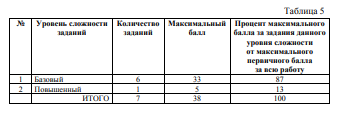 Таблица 5
№ Уровень сложности заданий Количество заданий Максимальный балл Процент максимального балла за задания данного уровня сложности от максимального первичного балла за всю работу
1 Базовый 6 33 87
2 Повышенный 1 5 13
ИТОГО 7 38 100